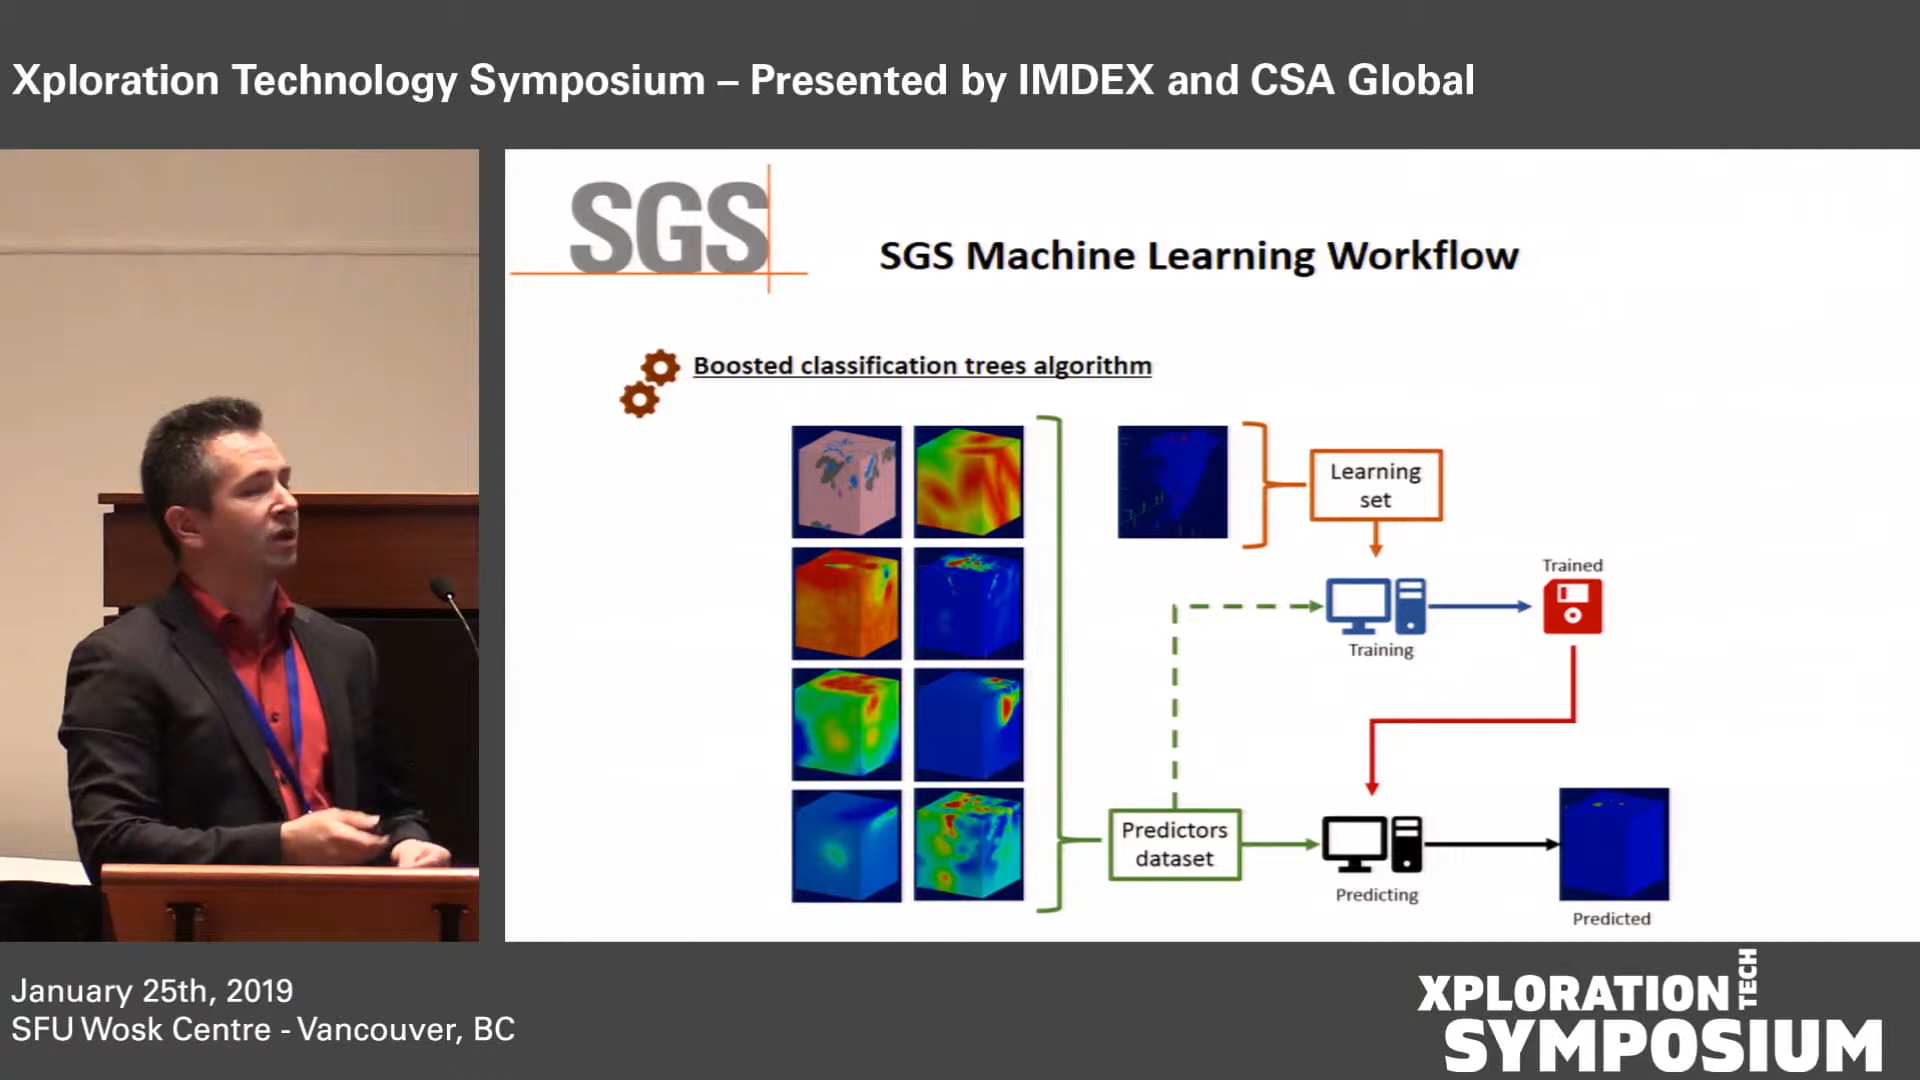 Xploration Technology Symposium – Presented by IMDEX and CSA Global
SGS
SGS Machine Learning Workflow
Boosted classification trees algorithm
Learning
set
Trained
Training
Predictors
dataset
Predicting
Predicted
January 25th, 2019
SFU Wosk Centre - Vancouver, BC
XPLORATION
TECH
SYMPOSIUM